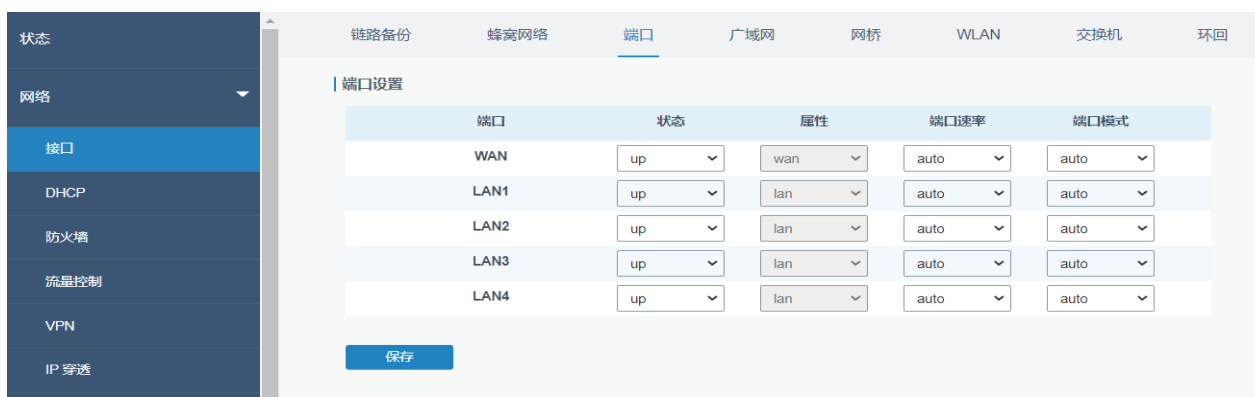 状态
网络
接口
DHCP
防火墙
流量控制
VPN
IP 穿透
链路备份 蜂窝网络 端口 广域网 网桥 WLAN 交换机 环回
端口设置
端口 状态 属性 端口速率 端口模式
WAN up wan auto auto
LAN1 up lan auto auto
LAN2 up lan auto auto
LAN3 up lan auto auto
LAN4 up lan auto auto
保存